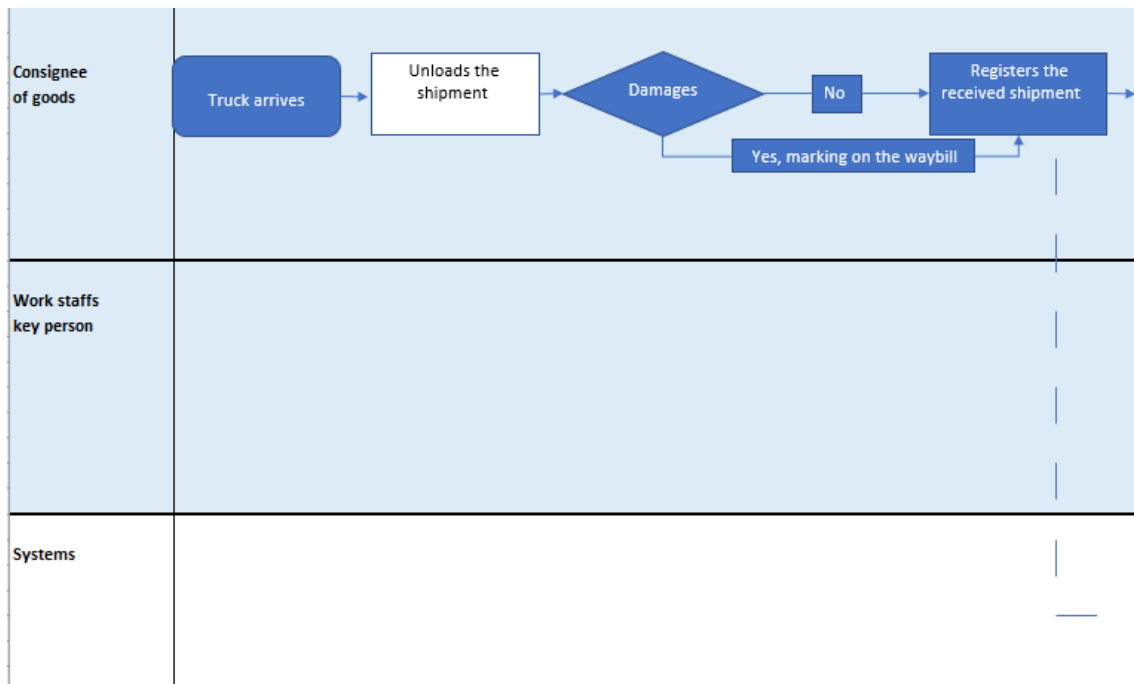 Consignee
of goods
Truck arrives
Unloads the
shipment
Damages
No
Registers the
received shipment
Yes, marking on the waybill
Work staffs
key person
Systems